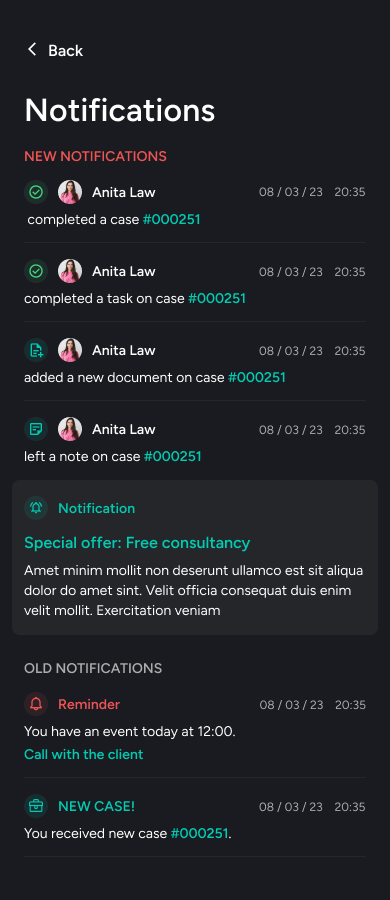 Back
Notifications
NEW NOTIFICATIONS
Anita Law 08 / 03 / 23 20:35
completed a case #000251
Anita Law 08 / 03 / 23 20:35
completed a task on case #000251
Anita Law 08 / 03 / 23 20:35
added a new document on case #000251
Anita Law 08 / 03 / 23 20:35
left a note on case #000251
Notification
Special offer: Free consultancy
Amet minim mollit non deserunt ullamco est sit aliqua
dolor do amet sint. Velit officia consequat duis enim
velit mollit. Exercitation veniam
OLD NOTIFICATIONS
Reminder 08 / 03 / 23 20:35
You have an event today at 12:00.
Call with the client
NEW CASE! 08 / 03 / 23 20:35
You received new case #000251.